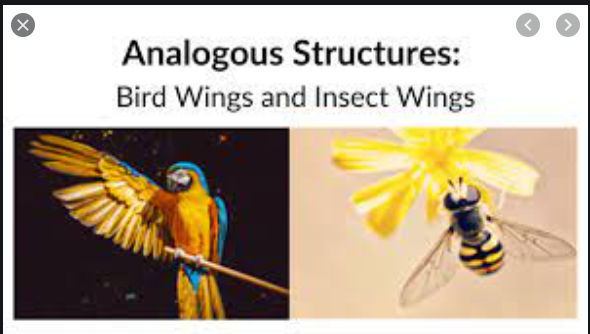 Analogous Structures:
Bird Wings and Insect Wings